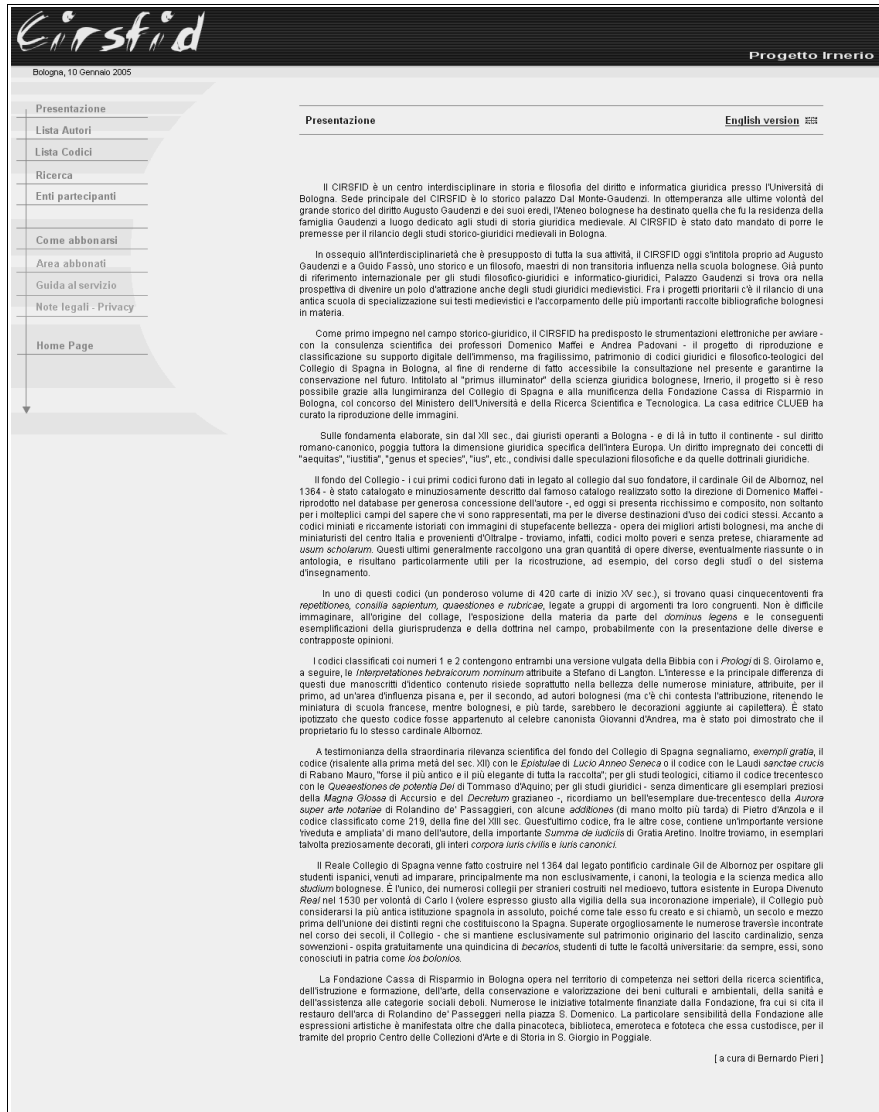 Cirsfid
Progetto Irnerio
Bologna, 10 Gennaio 2005
Presentazione
Lista Autori
Lista Codici
Ricerca
Enti partecipanti
Come abbonarsi
Area abbonati
Guida al servizio
Note legali - Privacy
Home Page
Presentazione
English version
Il CIRSFID è un centro interdisciplinare in storia e filosofia del diritto e informatica giuridica presso l'Università di
Bologna. Sede principale del CIRSFID è lo storico palazzo Dal Monte-Gaudenzi. In ottemperanza alle ultime volontà del
grande storico del diritto Augusto Gaudenzi e dei suoi eredi, l'Ateneo bolognese ha destinato quella che fu la residenza della
famiglia Gaudenzi a luogo dedicato agli studi di storia giuridica medievale. Al CIRSFID è stato dato mandato di porre le
premesse per il rilancio degli studi storico-giuridici medievali in Bologna.
In ossequio all'interdisciplinarietà che è presupposto di tutta la sua attività, il CIRSFID oggi s'intitola proprio ad Augusto
Gaudenzi e a Guido Fassò, uno storico e un filosofo, maestri di non transitoria influenza nella scuola bolognese. Già punto
di riferimento internazionale per gli studi filosofico-giuridici e informatico-giuridici, Palazzo Gaudenzi si trova ora nella
prospettiva di divenire un polo d'attrazione anche degli studi giuridici medievistici. Fra i progetti prioritarii c'è il rilancio di una
antica scuola di specializzazione sui testi medievistici e l'accorpamento delle più importanti raccolte bibliografiche bolognesi
in materia.
Come primo impegno nel campo storico-giuridico, il CIRSFID ha predisposto le strumentazioni elettroniche per avviare -
con la consulenza scientifica dei professori Domenico Maffei e Andrea Padovani - il progetto di riproduzione e
classificazione su supporto digitale dell'immenso, ma fragilissimo, patrimonio di codici giuridici e filosofico-teologici del
Collegio di Spagna in Bologna, al fine di renderne di fatto accessibile la consultazione nel presente e garantirne la
conservazione nel futuro. Intitolato al "primus illuminator" della scienza giuridica bolognese, Irnerio, il progetto si è reso
possibile grazie alla lungimiranza del Collegio di Spagna e alla munificenza della Fondazione Cassa di Risparmio in
Bologna, col concorso del Ministero dell'Università e della Ricerca Scientifica e Tecnologica. La casa editrice CLUEB ha
curato la riproduzione delle immagini.
Sulle fondamenta elaborate, sin dal XII sec., dai giuristi operanti a Bologna - e di là in tutto il continente - sul diritto
romano-canonico, poggia tuttora la dimensione giuridica specifica dell'intera Europa. Un diritto impregnato dei concetti di
"aequitas", "iustitia", "genus et species", "ius", etc., condivisi dalle speculazioni filosofiche e da quelle dottrinali giuridiche.
Il fondo del Collegio - i cui primi codici furono dati in legato al collegio dal suo fondatore, il cardinale Gil de Albornoz, nel
1364 - è stato catalogato e minuziosamente descritto dal famoso catalogo realizzato sotto la direzione di Domenico Maffei -
riprodotto nel database per generosa concessione dell'autore -, ed oggi si presenta ricchissimo e composito, non soltanto
per i molteplici campi del sapere che vi sono rappresentati, ma per le diverse destinazioni d'uso dei codici stessi. Accanto a
codici miniati e riccamente istoriati con immagini di stupefacente bellezza - opera dei migliori artisti bolognesi, ma anche di
miniaturisti del centro Italia e provenienti d'Oltralpe - troviamo, infatti, codici molto poveri e senza pretese, chiaramente ad
usum scholarum. Questi ultimi generalmente raccolgono una gran quantità di opere diverse, eventualmente riassunte o in
antologia, e risultano particolarmente utili per la ricostruzione, ad esempio, del corso degli studî o del sistema
d'insegnamento.
In uno di questi codici (un ponderoso volume di 420 carte di inizio XV sec.), si trovano quasi cinquecentoventi fra
repetitiones, consilia sapientum, quaestiones e rubricae, legate a gruppi di argomenti tra loro congruenti. Non è difficile
immaginare, all'origine del collage, l'esposizione della materia da parte del dominus legens e le conseguenti
esemplificazioni della giurisprudenza e della dottrina nel campo, probabilmente con la presentazione delle diverse e
contrapposte opinioni.
I codici classificati coi numeri 1 e 2 contengono entrambi una versione vulgata della Bibbia con i Prologi di S. Girolamo e,
a seguire, le Interpretationes hebraicorum nominum attribuite a Stefano di Langton. L'interesse e la principale differenza di
questi due manoscritti d'identico contenuto risiede soprattutto nella bellezza delle numerose miniature, attribuite, per il
primo, ad un'area d'influenza pisana e, per il secondo, ad autori bolognesi (ma c'è chi contesta l'attribuzione, ritenendo le
miniatura di scuola francese, mentre bolognesi, e più tarde, sarebbero le decorazioni aggiunte ai capilettera). È stato
ipotizzato che questo codice fosse appartenuto al celebre canonista Giovanni d'Andrea, ma è stato poi dimostrato che il
proprietario fu lo stesso cardinale Albornoz.
A testimonianza della straordinaria rilevanza scientifica del fondo del Collegio di Spagna segnaliamo, exempli gratia, il
codice (risalente alla prima metà del sec. XII) con le Epistulae di Lucio Anneo Seneca o il codice con le Laudi sanctae crucis
di Rabano Mauro, "forse il più antico e il più elegante di tutta la raccolta"; per gli studi teologici, citiamo il codice trecentesco
con le Queaestiones de potentia Dei di Tommaso d'Aquino; per gli studi giuridici - senza dimenticare gli esemplari preziosi
della Magna Glossa di Accursio e del Decretum grazianeo -, ricordiamo un bell'esemplare due-trecentesco della Aurora
super arte notariae di Rolandino de' Passaggieri, con alcune additiones (di mano molto più tarda) di Pietro d'Anzola e il
codice classificato come 219, della fine del XIII sec. Quest'ultimo codice, fra le altre cose, contiene un'importante versione
'riveduta e ampliata' di mano dell'autore, della importante Summa de iudiciis di Gratia Aretino. Inoltre troviamo, in esemplari
talvolta preziosamente decorati, gli interi corpora iuris civilis e iuris canonici.
Il Reale Collegio di Spagna venne fatto costruire nel 1364 dal legato pontificio cardinale Gil de Albornoz per ospitare gli
studenti ispanici, venuti ad imparare, principalmente ma non esclusivamente, i canoni, la teologia e la scienza medica allo
studium bolognese. È l'unico, dei numerosi collegii per stranieri costruiti nel medioevo, tuttora esistente in Europa Divenuto
Real nel 1530 per volontà di Carlo I (volere espresso giusto alla vigilia della sua incoronazione imperiale), il Collegio può
considerarsi la più antica istituzione spagnola in assoluto, poiché come tale esso fu creato e si chiamò, un secolo e mezzo
prima dell'unione dei distinti regni che costituiscono la Spagna. Superate orgogliosamente le numerose traversìe incontrate
nel corso dei secoli, il Collegio - che si mantiene esclusivamente sul patrimonio originario del lascito cardinalizio, senza
sovvenzioni - ospita gratuitamente una quindicina di becarios, studenti di tutte le facoltà universitarie: da sempre, essi, sono
conosciuti in patria come los bolonios.
La Fondazione Cassa di Risparmio in Bologna opera nel territorio di competenza nei settori della ricerca scientifica,
dell'istruzione e formazione, dell'arte, della conservazione e valorizzazione dei beni culturali e ambientali, della sanità e
dell'assistenza alle categorie sociali deboli. Numerose le iniziative totalmente finanziate dalla Fondazione, fra cui si cita il
restauro dell'arca di Rolandino de' Passeggeri nella piazza S. Domenico. La particolare sensibilità della Fondazione alle
espressioni artistiche è manifestata oltre che dalla pinacoteca, biblioteca, emeroteca e fototeca che essa custodisce, per il
tramite del proprio Centro delle Collezioni d'Arte e di Storia in S. Giorgio in Poggiale.
[ a cura di Bernardo Pieri ]